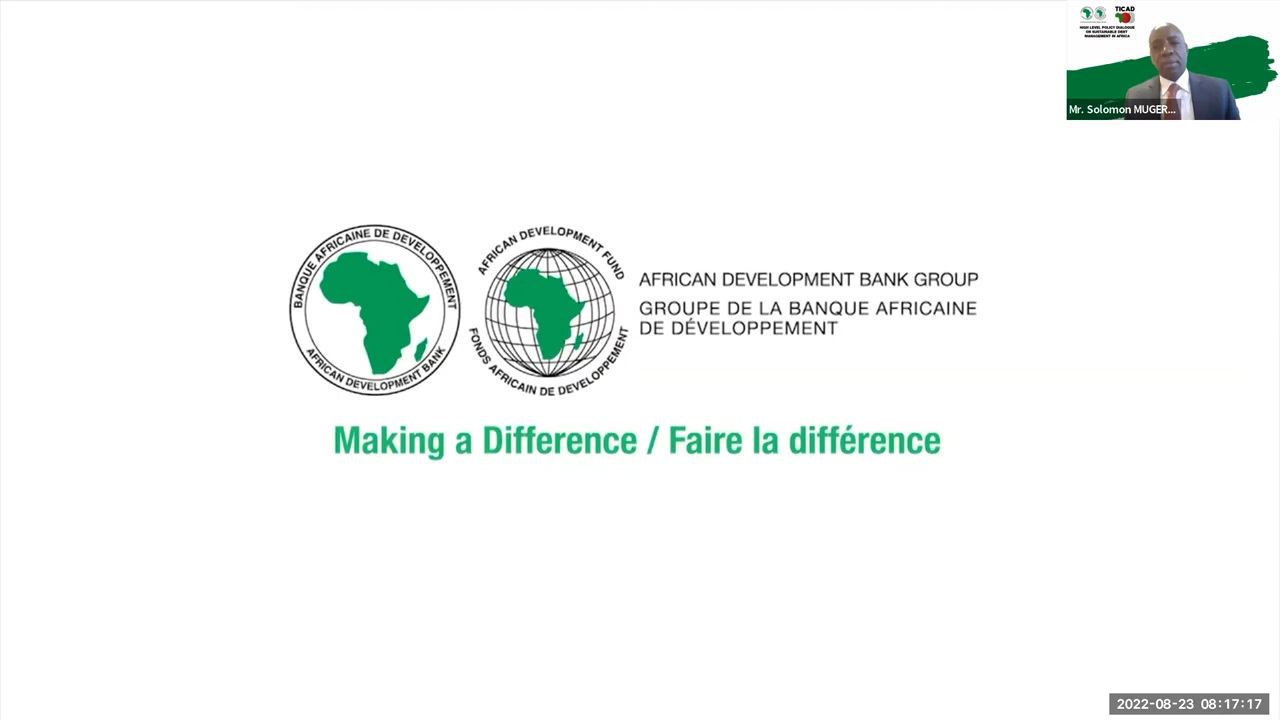 TICAD
HIGH LEVEL POLICY DIALOGUE
ON SUSTAINABLE DEBT
MANAGEMENT IN AFRICA
Mr. Solomon MUGER...
BANQUE AFRICAINE DE DEVELOPPEMENT
AFRICAN DEVELOPMENT BANK
AFRICAN DEVELOPMENT FUND
FONDS AFRICAIN DE DEVELOPPEMENT
AFRICAN DEVELOPMENT BANK GROUP
GROUPE DE LA BANQUE AFRICAINE
DE DÉVELOPPEMENT
Making a Difference / Faire la différence
2022-08-23 08:17:17